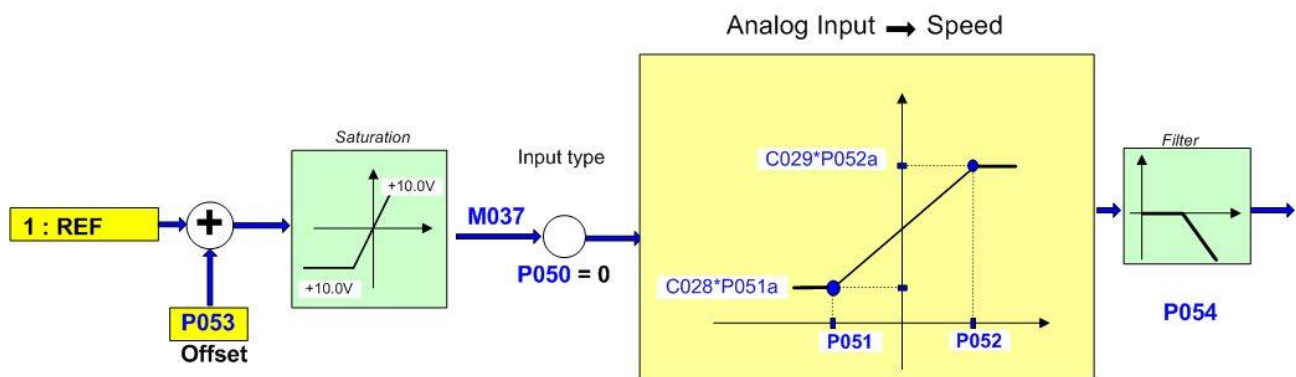 Analog Input → Speed
Saturation
+10.0V
+10.0V
1 : REF
+
P053
Offset
M037
Input type
P050 = 0
C029*P052a
C028*P051a
P051
P052
Filter
P054